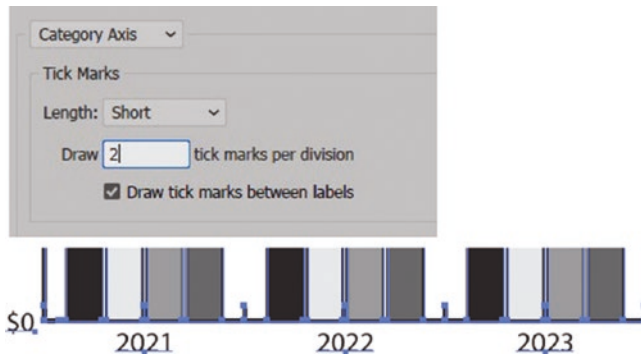 Category Axis
Tick Marks
Length: Short
Draw 2 tick marks per division
Draw tick marks between labels
$0
2021 2022 2023